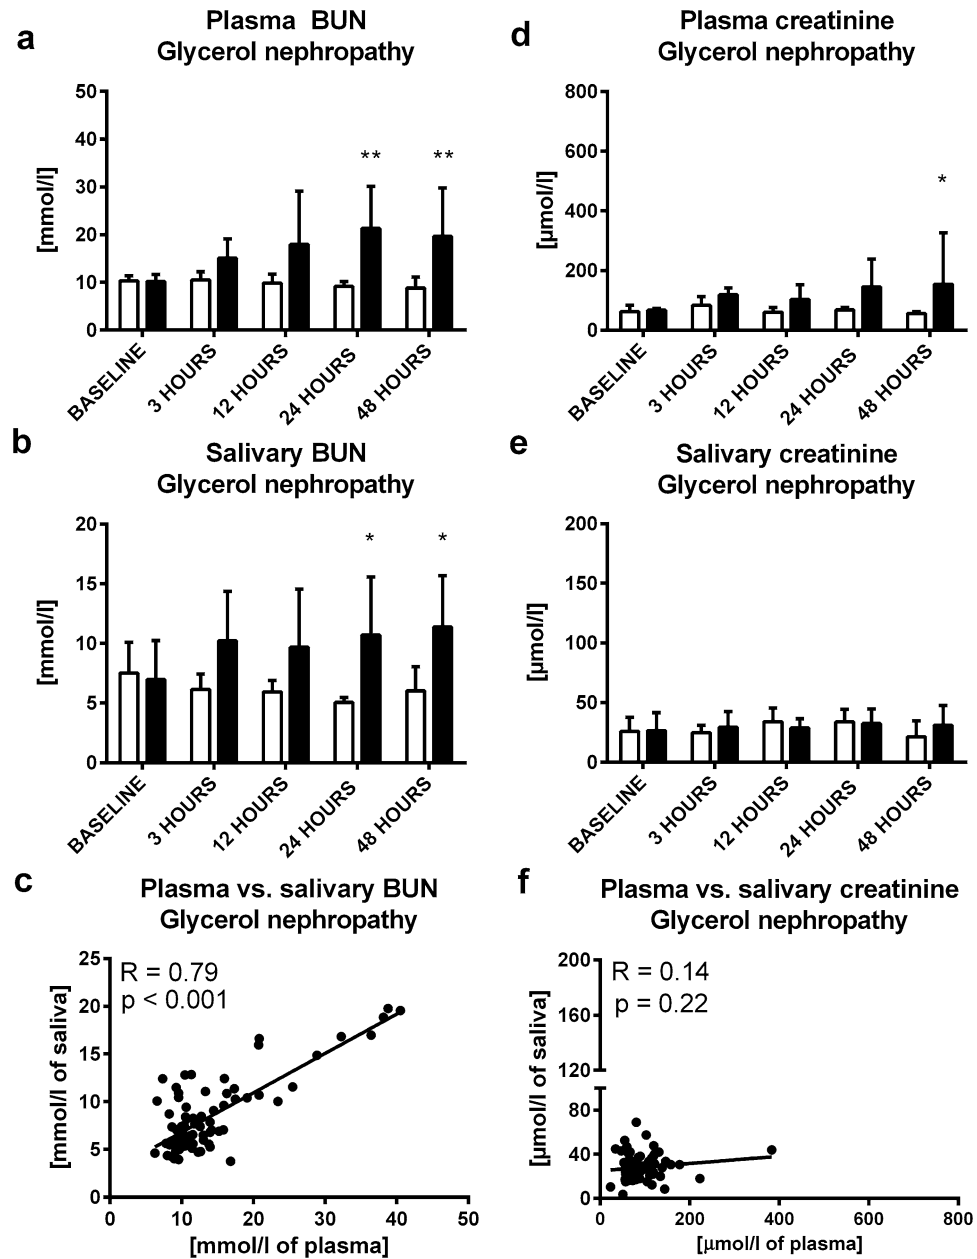 a
Plasma BUN
Glycerol nephropathy
[mmol/l]
50
40
30
20
10
0
**
**
BASELINE
3 HOURS
12 HOURS
24 HOURS
48 HOURS
d
Plasma creatinine
Glycerol nephropathy
[µmol/l]
800
600
400
200
0
*
BASELINE
3 HOURS
12 HOURS
24 HOURS
48 HOURS
b
Salivary BUN
Glycerol nephropathy
[mmol/l]
20
15
10
5
0
*
*
BASELINE
3 HOURS
12 HOURS
24 HOURS
48 HOURS
e
Salivary creatinine
Glycerol nephropathy
[µmol/l]
200
150
100
50
0
BASELINE
3 HOURS
12 HOURS
24 HOURS
48 HOURS
c
Plasma vs. salivary BUN
Glycerol nephropathy
[mmol/l of saliva]
25
20
15
10
5
0
R = 0.79
p < 0.001
0
10
20
30
40
50
[mmol/l of plasma]
f
Plasma vs. salivary creatinine
Glycerol nephropathy
[µmol/l of saliva]
200
160
120
80
40
0
R = 0.14
p = 0.22
0
200
400
600
800
[µmol/l of plasma]